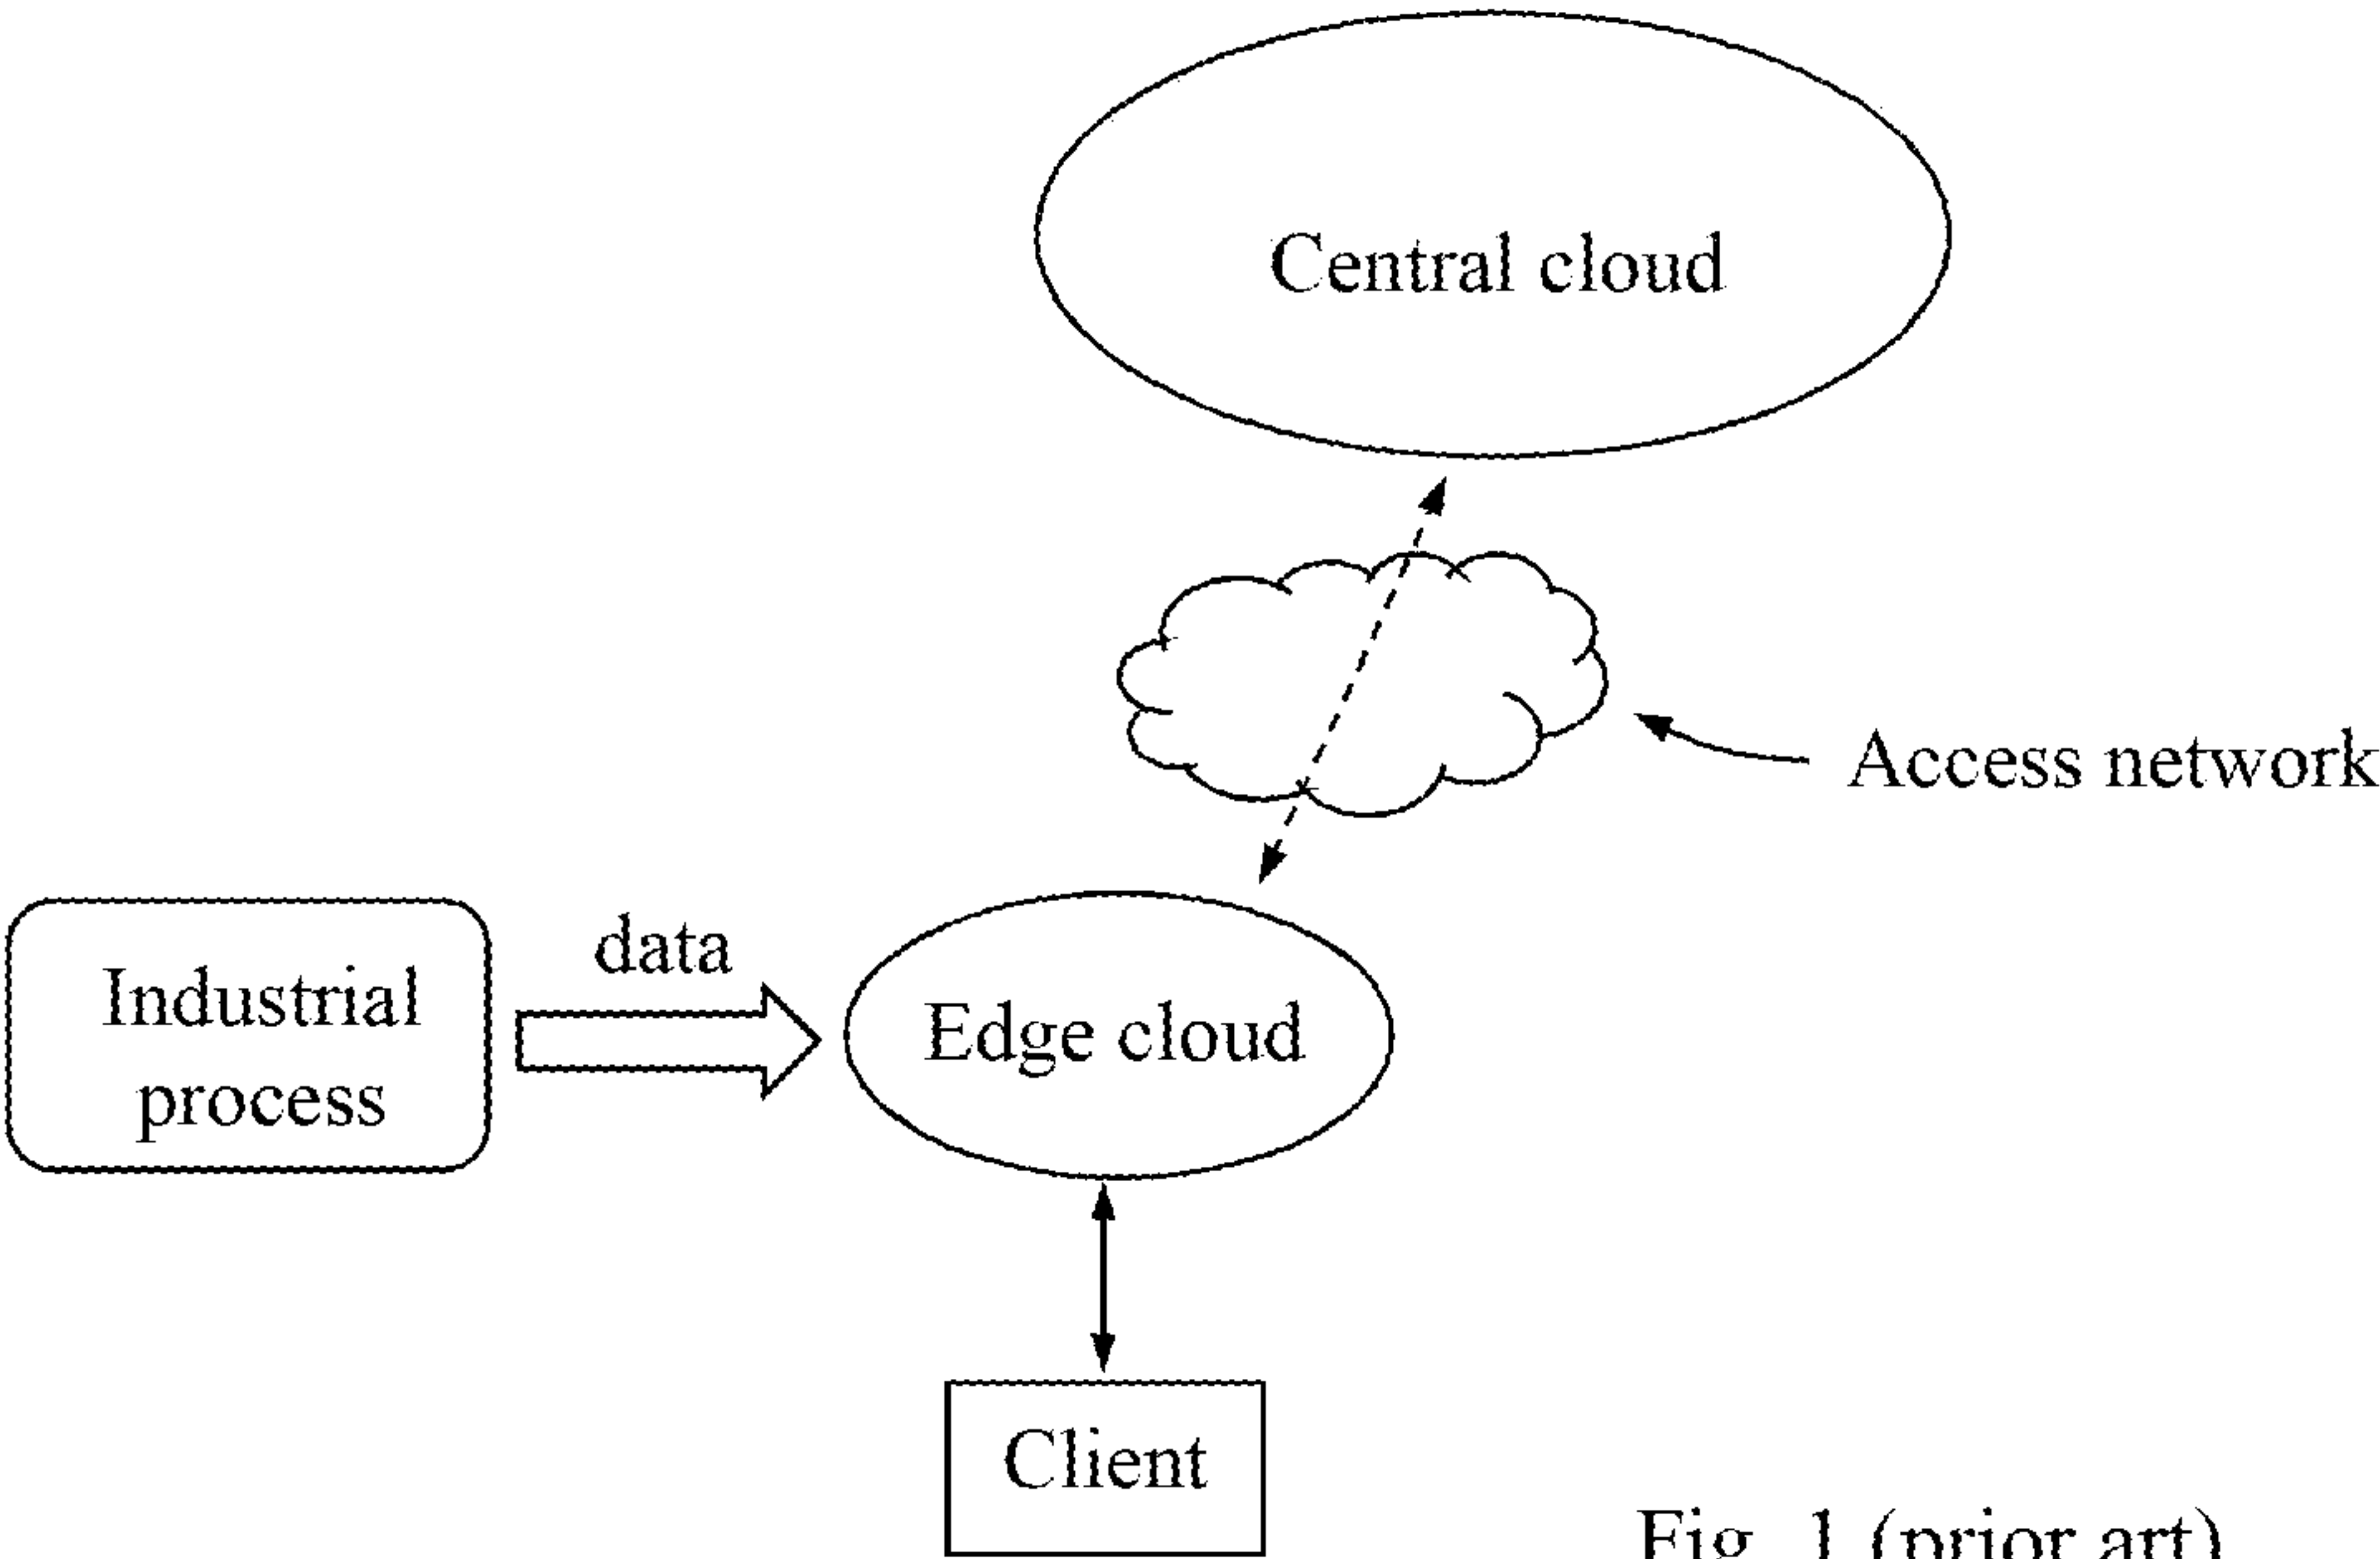 Central cloud
Access network
data
Industrial
process
Edge cloud
Client
Fig. 1 (prior art)